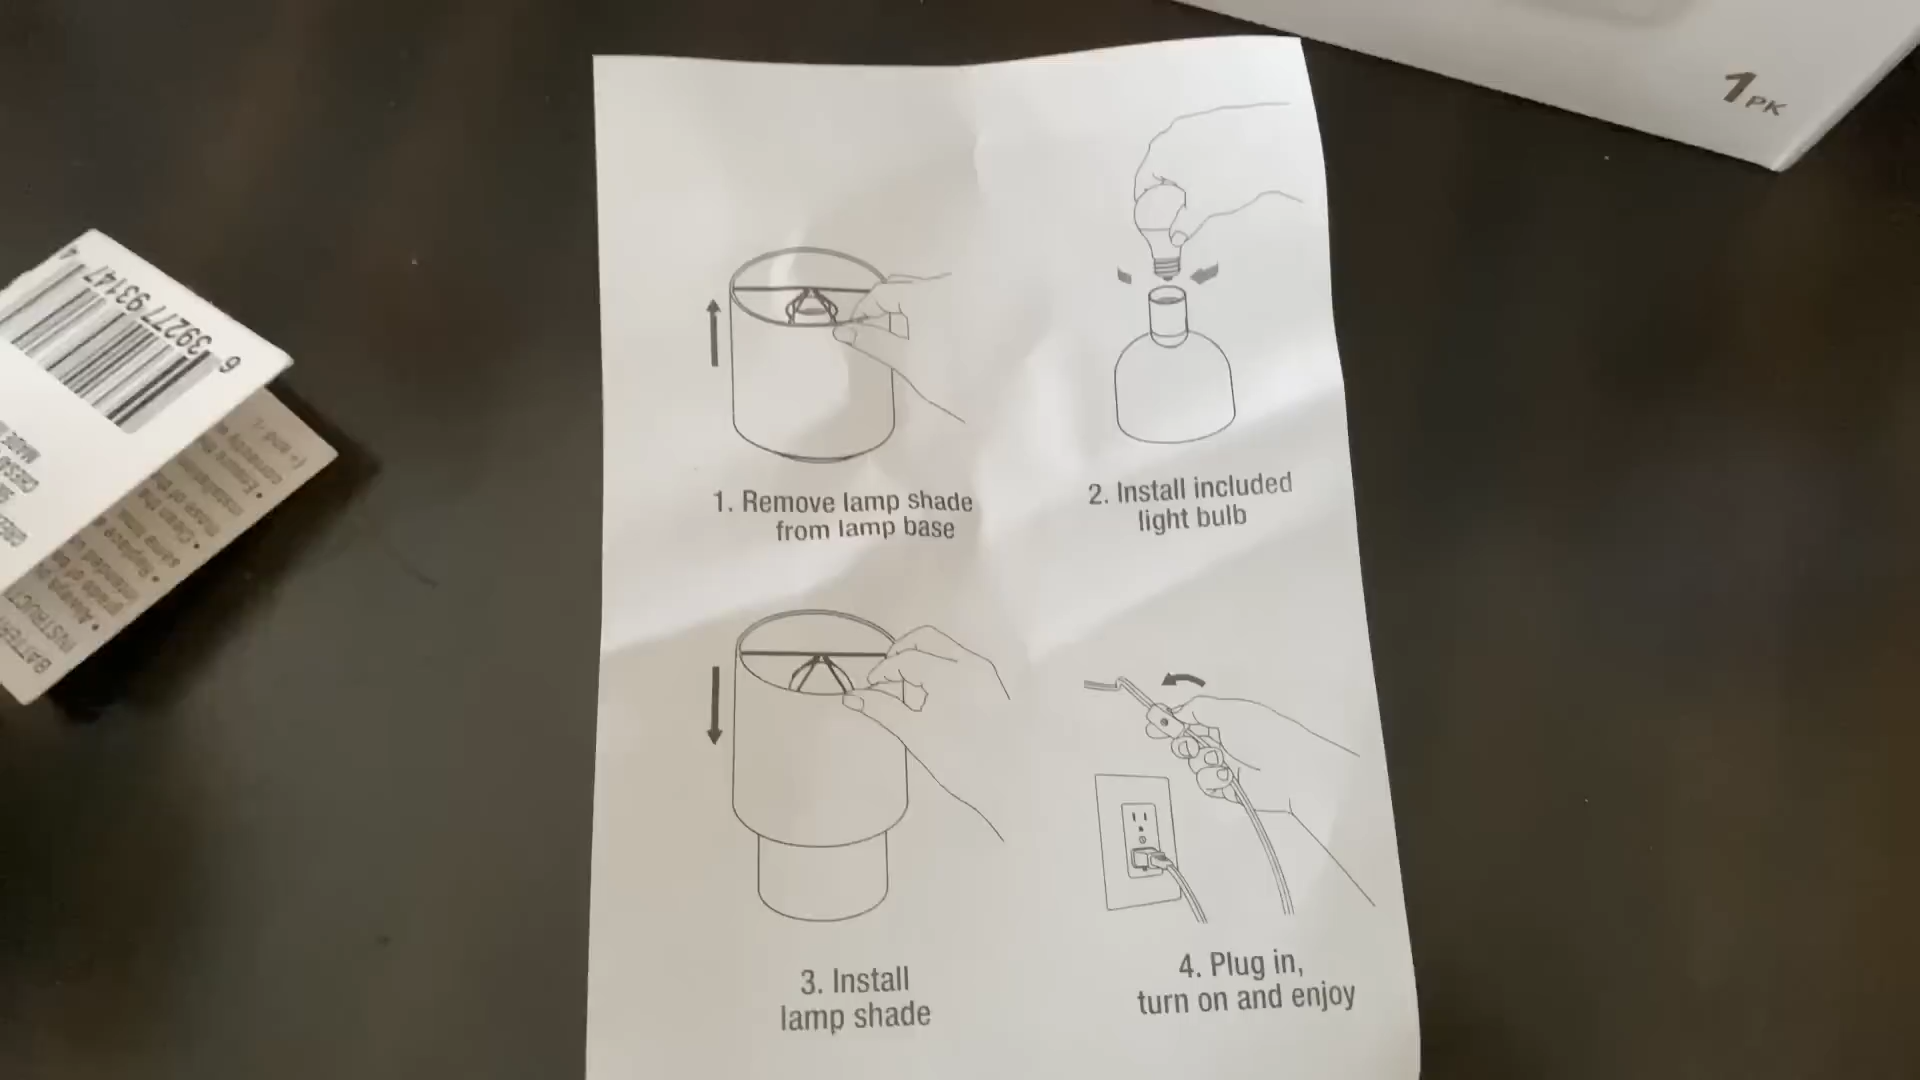 1PK
1. Remove lamp shade
from lamp base
2. Install included
light bulb
3. Install
lamp shade
4. Plug in,
turn on and enjoy
6 39277 93147 4